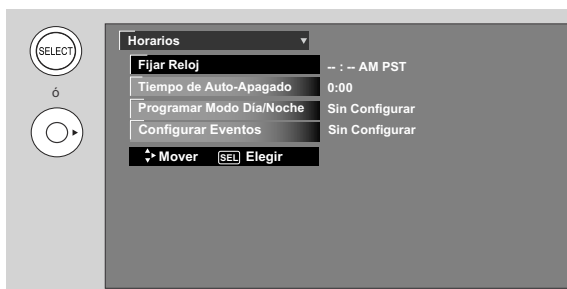 SELECT
ó
Horarios
Fijar Reloj -- : -- AM PST
Tiempo de Auto-Apagado 0:00
Programar Modo Día/Noche Sin Configurar
Configurar Eventos Sin Configurar
Mover SEL Elegir